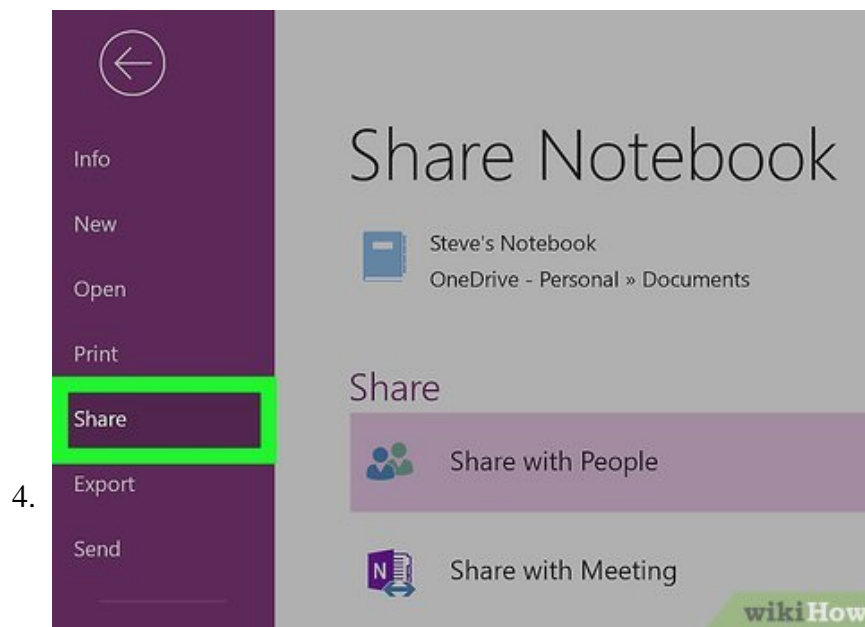 Info
New
Open
Print
Share
Export
Send
Share Notebook
Steve's Notebook
OneDrive - Personal » Documents
Share
Share with People
N
Share with Meeting
4.
wikiHow